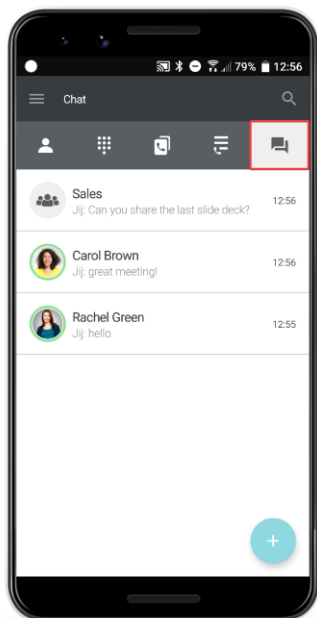 79% 12:56
Chat
Sales
Jij: Can you share the last slide deck?
12:56
Carol Brown
Jij: great meeting!
12:56
Rachel Green
Jij: hello
12:55